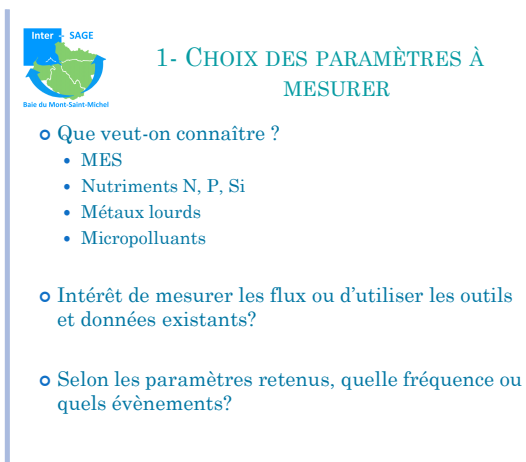 Inter - SAGE
Baie du Mont-Saint-Michel
1- CHOIX DES PARAMÈTRES À
MESURER
Que veut-on connaître ?
• MES
• Nutriments N, P, Si
• Métaux lourds
• Micropolluants
Intérêt de mesurer les flux ou d'utiliser les outils
et données existants?
Selon les paramètres retenus, quelle fréquence ou
quels évènements?